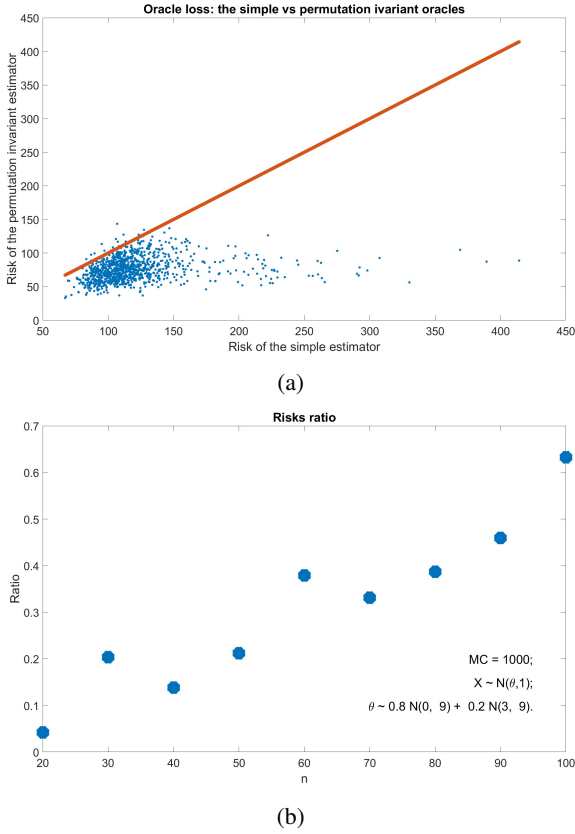 Oracle loss: the simple vs permutation ivariant oracles
450
400
350
300
250
200
150
100
50
0
Risk of the permutation invariant estimator
50 100 150 200 250 300 350 400 450
Risk of the simple estimator
(a)
Risks ratio
0.7
0.6
0.5
0.4
0.3
0.2
0.1
0
Ratio
MC = 1000;
X ~ N(θ,1);
θ ~ 0.8 N(0, 9) + 0.2 N(3, 9).
20 30 40 50 60 70 80 90 100
n
(b)